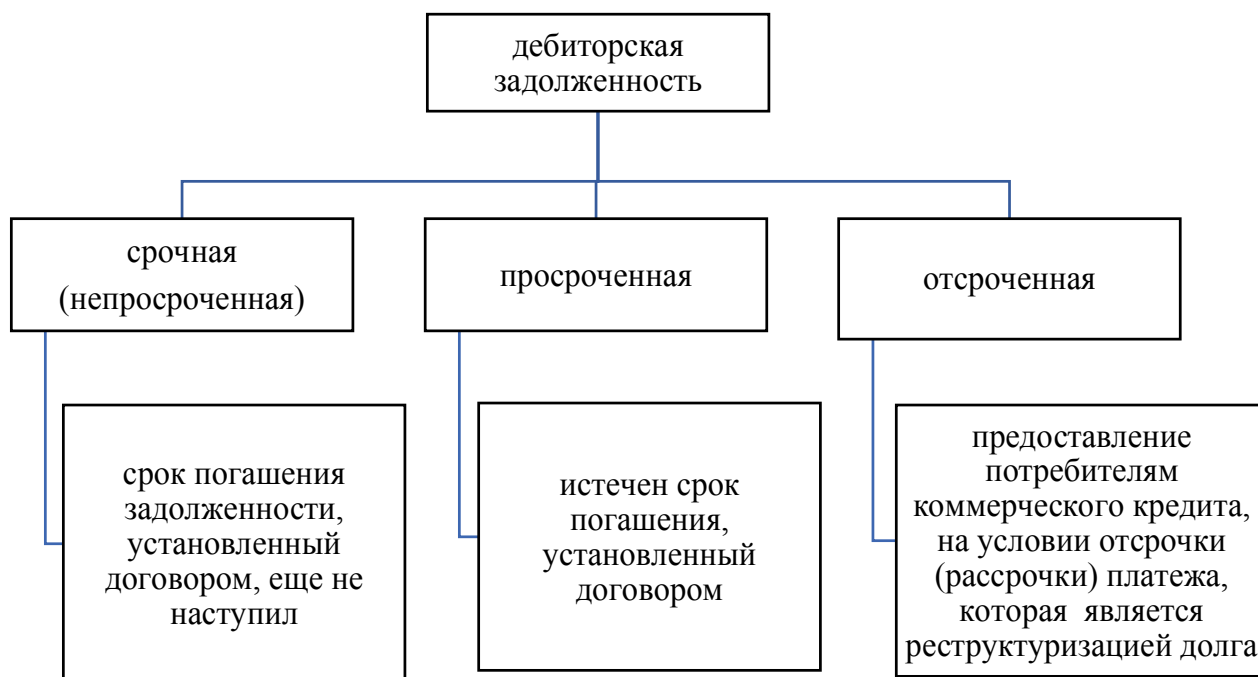 дебиторская
задолженность
срочная
(непросроченная)
просроченная
отсроченная
срок погашения
задолженности,
установленный
договором, еще не
наступил
истечен срок
погашения,
установленный
договором
предоставление
потребителям
коммерческого кредита,
на условии отсрочки
(рассрочки) платежа,
которая является
реструктуризацией долга